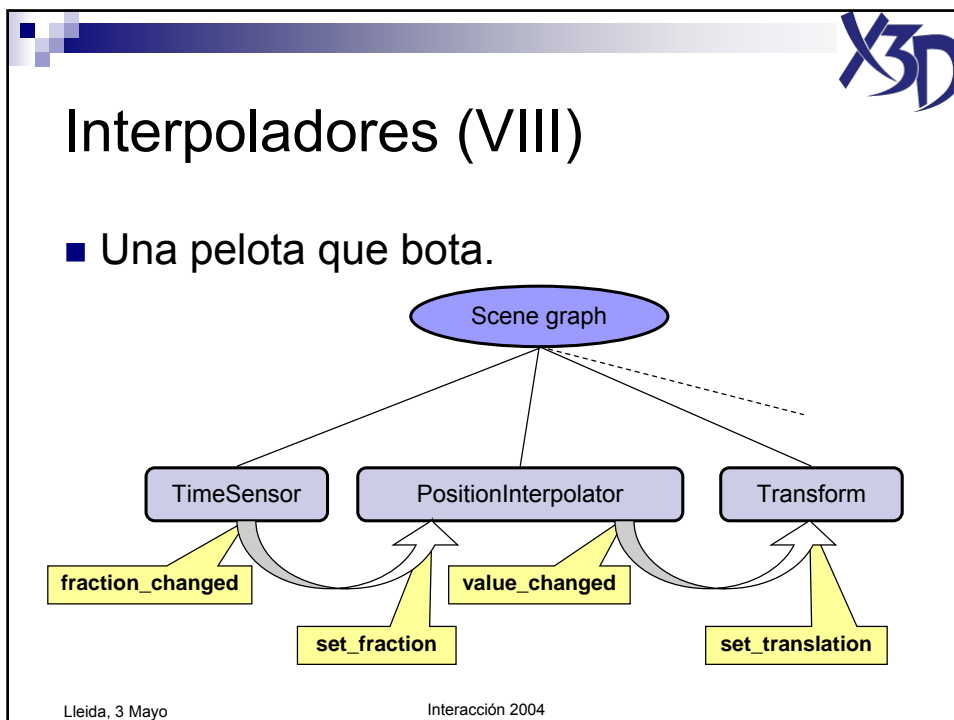 X3D
Interpoladores (VIII)
Una pelota que bota.
Scene graph
TimeSensor
PositionInterpolator
Transform
fraction_changed
value_changed
set_fraction
set_translation
Lleida, 3 Mayo
Interacción 2004